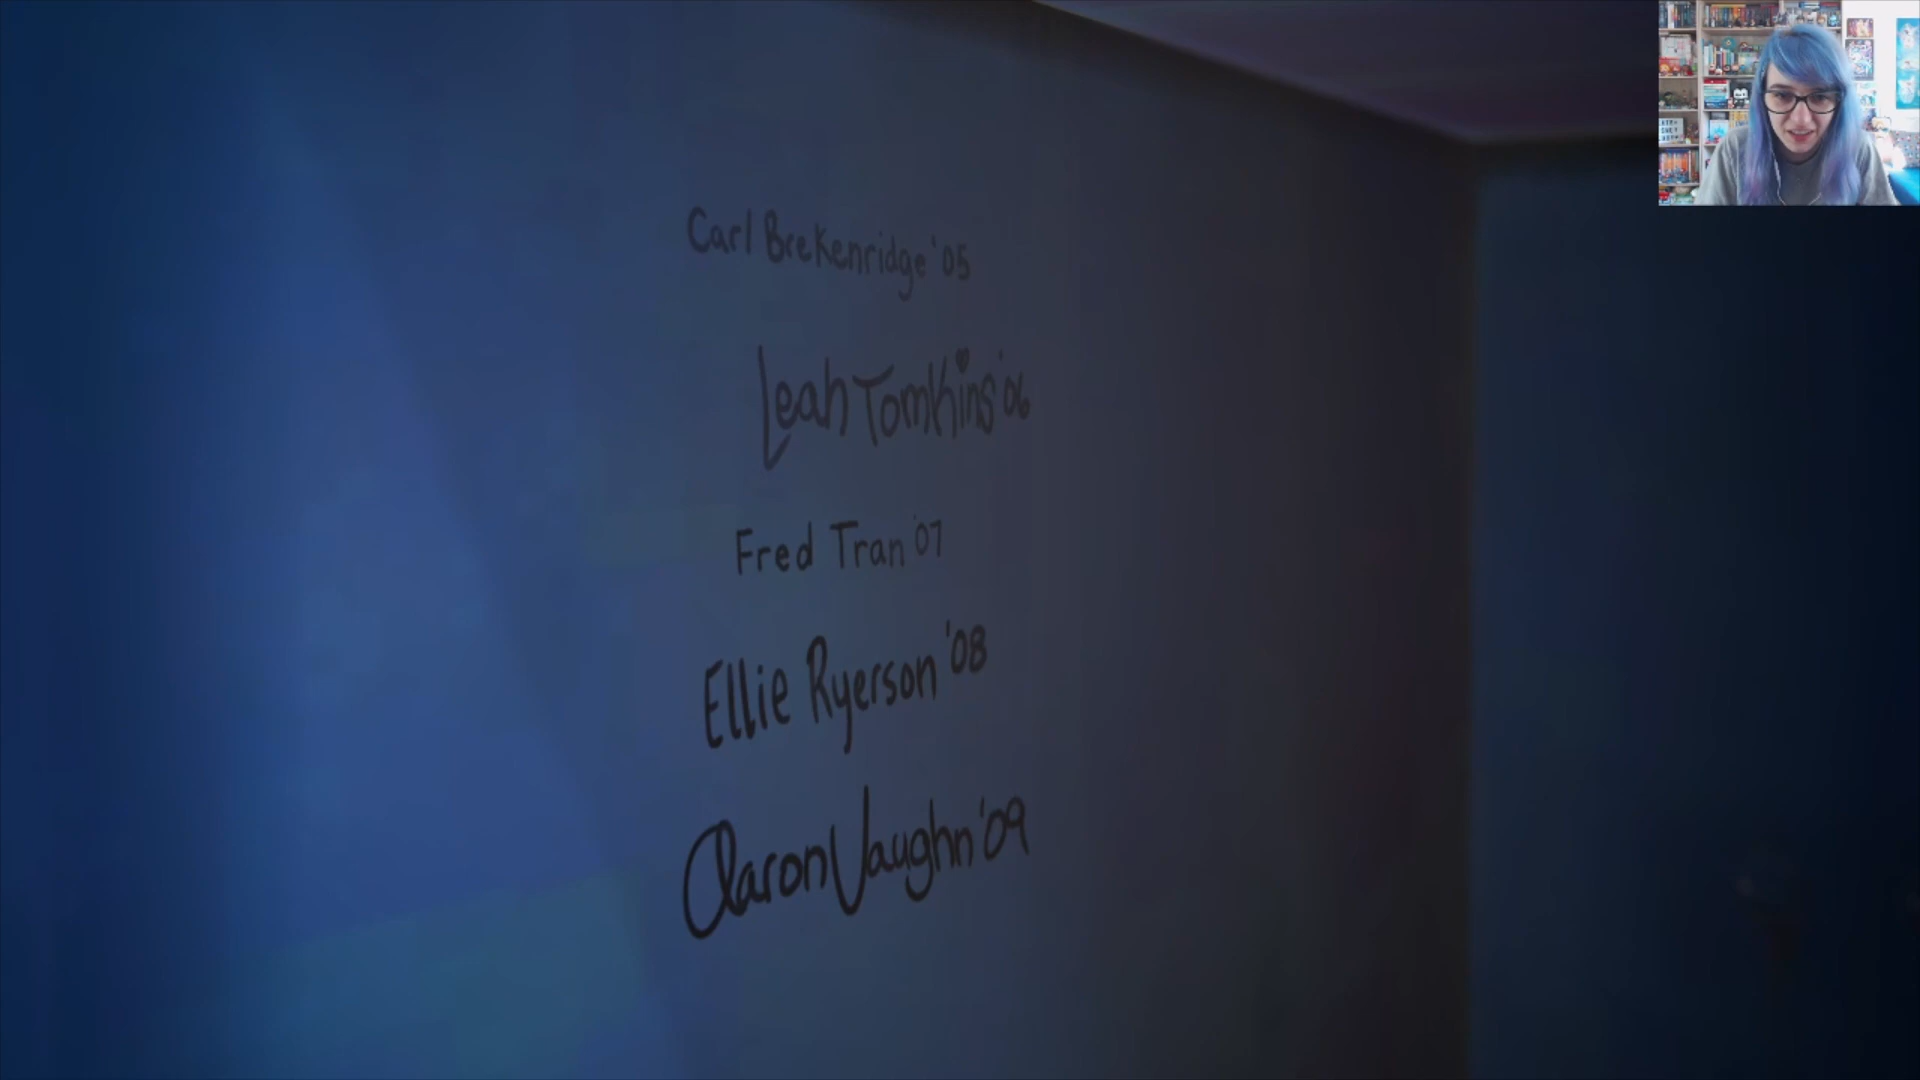 Carl Brekenridge '05
Leah Tomkins '06
Fred Tran '07
Ellie Ryerson '08
Aaron Vaughn '09